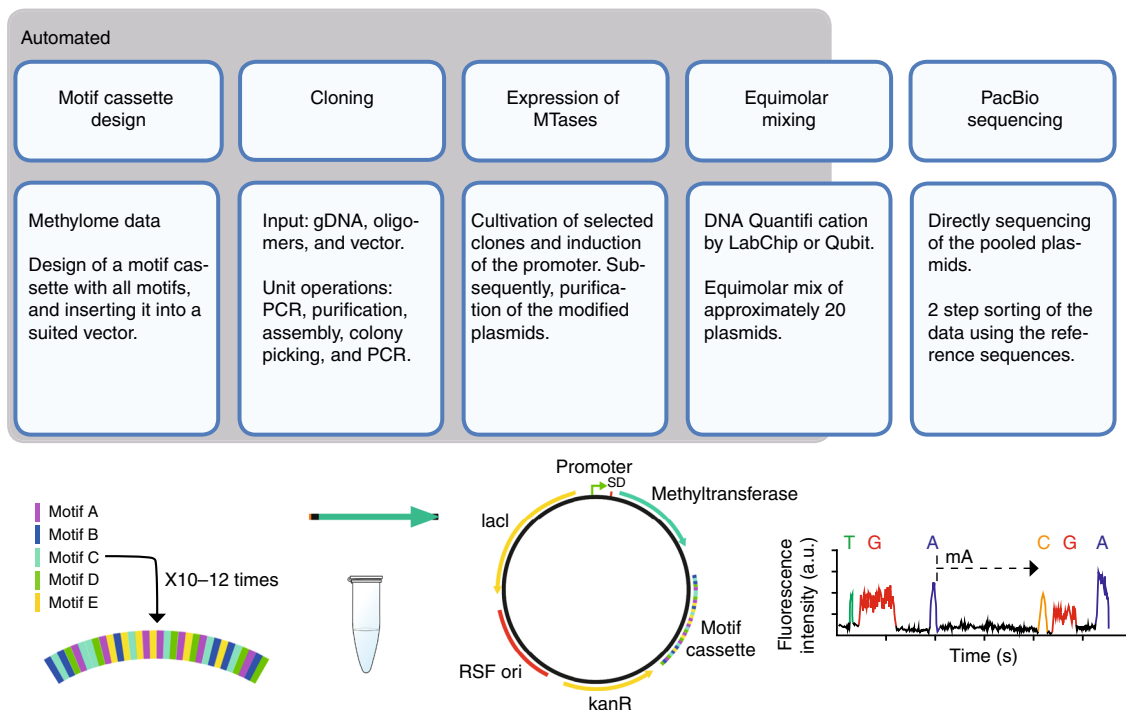 Automated
Motif cassette
design
Cloning
Expression of
MTases
Equimolar
mixing
PacBio
sequencing
Methylome data
Design of a motif cas-
sette with all motifs,
and inserting it into a
suited vector.
Input: gDNA, oligo-
mers, and vector.
Unit operations:
PCR, purification,
assembly, colony
picking, and PCR.
Cultivation of selected
clones and induction
of the promoter. Sub-
sequently, purifica-
tion of the modified
plasmids.
DNA Quantifi cation
by LabChip or Qubit.
Equimolar mix of
approximately 20
plasmids.
Directly sequencing
of the pooled plas-
mids.
2 step sorting of the
data using the refe-
rence sequences.
Motif A
Motif B
Motif C
Motif D
Motif E
X10–12 times
Promoter
SD
Methyltransferase
lacI
Motif
cassette
RSF ori
kanR
T G A C G A
mA
Fluorescence
intensity (a.u.)
Time (s)